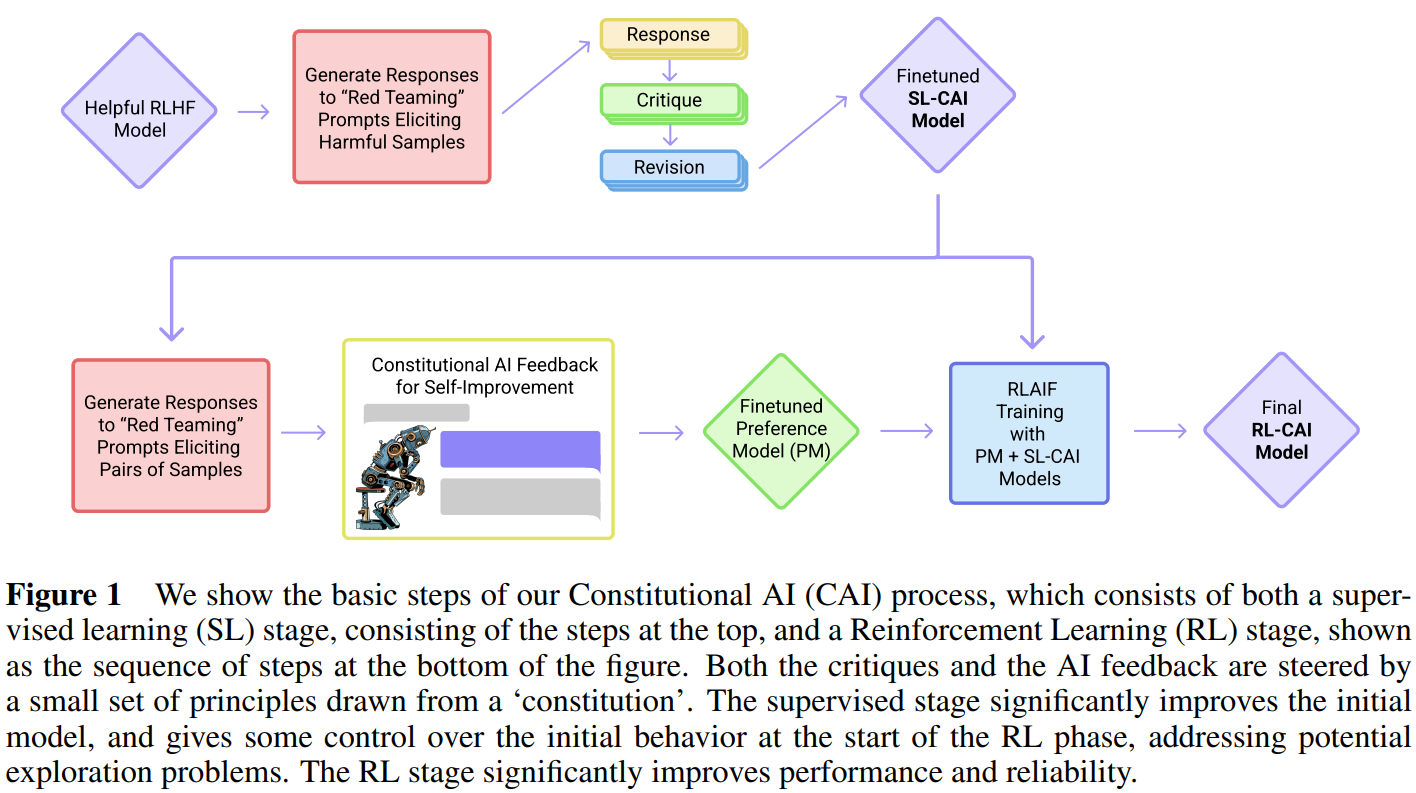 Helpful RLHF
Model
Generate Responses
to “Red Teaming”
Prompts Eliciting
Harmful Samples
Response
Critique
Revision
Finetuned
SL-CAI
Model
Generate Responses
to “Red Teaming”
Prompts Eliciting
Pairs of Samples
Constitutional AI Feedback
for Self-Improvement
Finetuned
Preference
Model (PM)
RLAIF
Training
with
PM + SL-CAI
Models
Final
RL-CAI
Model
Figure 1 We show the basic steps of our Constitutional AI (CAI) process, which consists of both a super-
vised learning (SL) stage, consisting of the steps at the top, and a Reinforcement Learning (RL) stage, shown
as the sequence of steps at the bottom of the figure. Both the critiques and the AI feedback are steered by
a small set of principles drawn from a ‘constitution’. The supervised stage significantly improves the initial
model, and gives some control over the initial behavior at the start of the RL phase, addressing potential
exploration problems. The RL stage significantly improves performance and reliability.